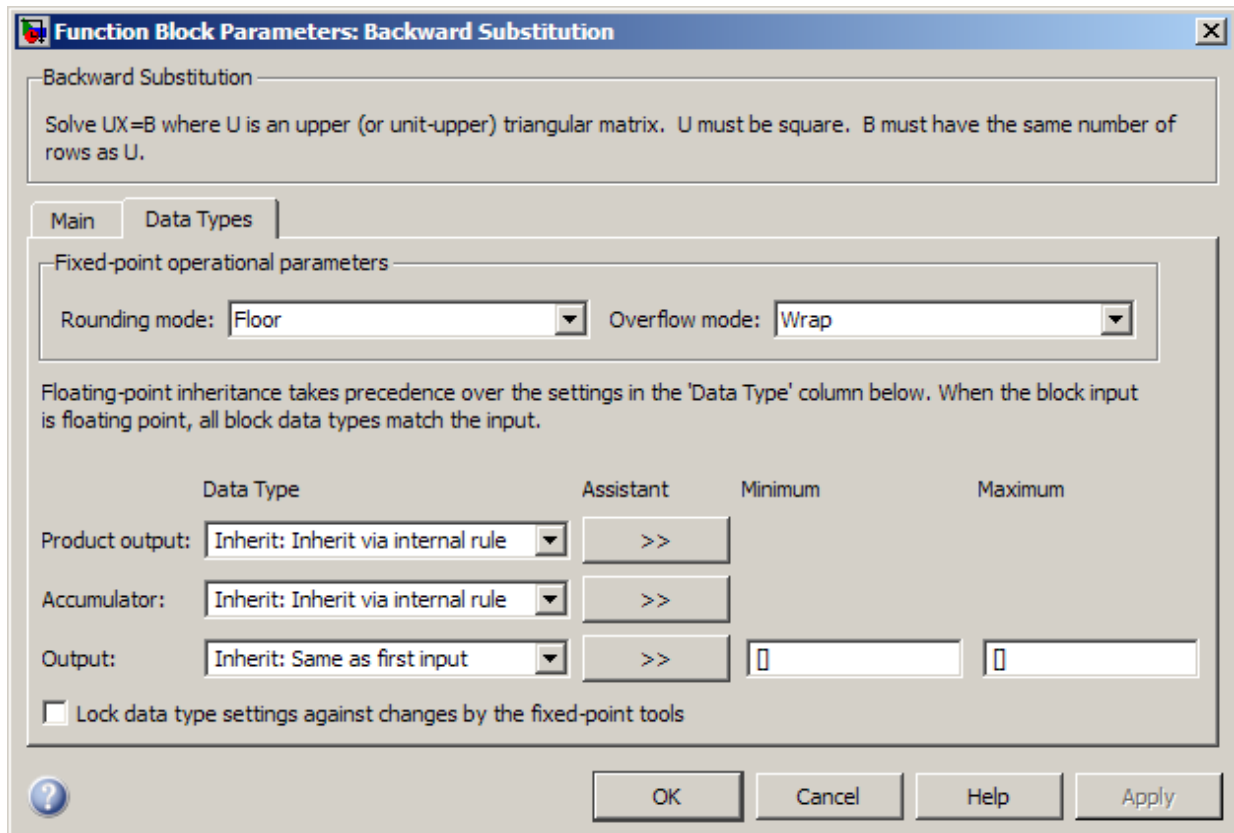 Function Block Parameters: Backward Substitution
Backward Substitution
Solve UX=B where U is an upper (or unit-upper) triangular matrix.  U must be square.  B must have the same number of
rows as U.
Main Data Types
Fixed-point operational parameters
Rounding mode: Floor Overflow mode: Wrap
Floating-point inheritance takes precedence over the settings in the 'Data Type' column below. When the block input
is floating point, all block data types match the input.
Data Type Assistant Minimum Maximum
Product output: Inherit: Inherit via internal rule >>
Accumulator: Inherit: Inherit via internal rule >>
Output: Inherit: Same as first input >> [] []
Lock data type settings against changes by the fixed-point tools
? OK Cancel Help Apply